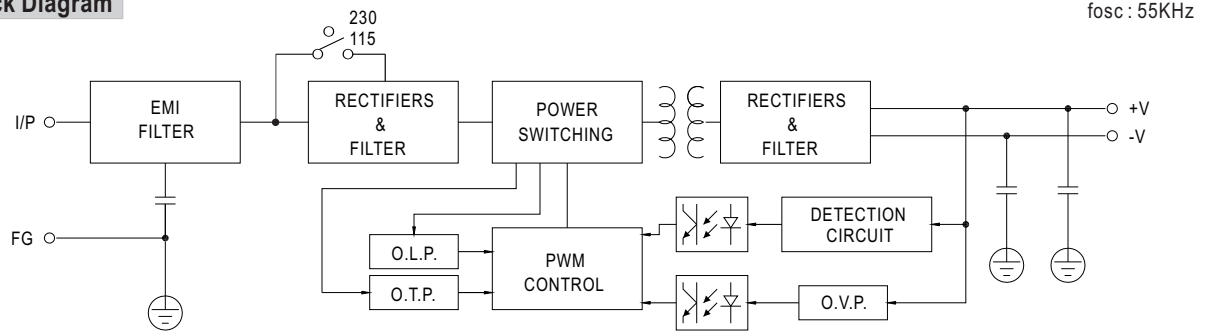 ck Diagram
fosc : 55KHz
230
115
I/P
EMI
FILTER
RECTIFIERS
&
FILTER
POWER
SWITCHING
RECTIFIERS
&
FILTER
+V
-V
FG
O.L.P.
O.T.P.
PWM
CONTROL
DETECTION
CIRCUIT
O.V.P.